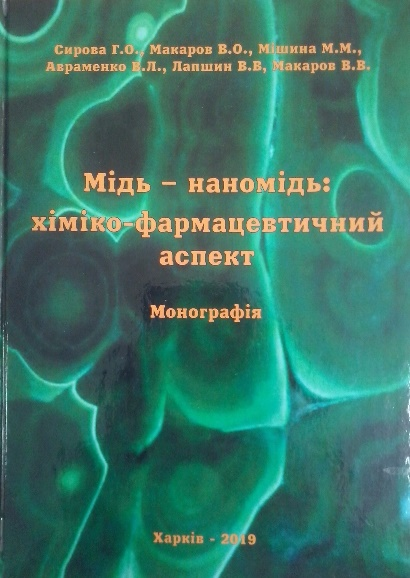 Сирова Г.О., Макаров В.О., Мішина М.М.,
Авраменко В.Л., Лапшин В.В, Макаров В.В.
Мідь – наномідь:
хіміко-фармацевтичний
аспект
Монографія
Харків - 2019